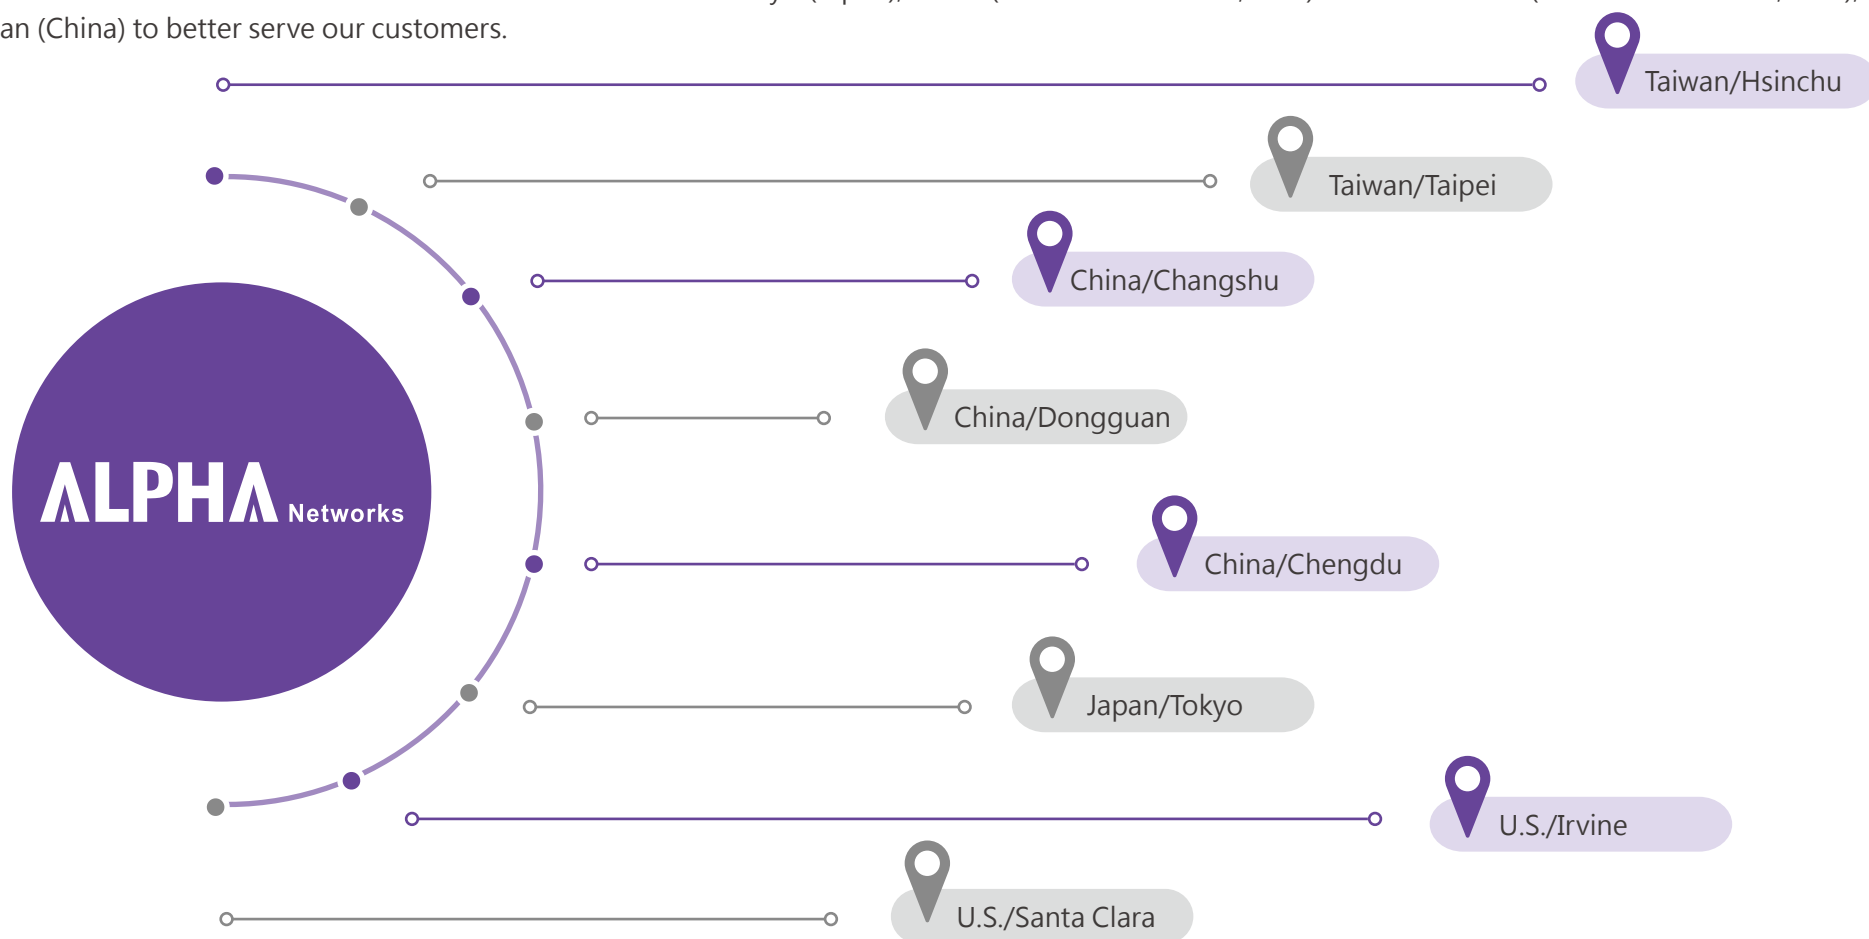 an (China) to better serve our customers.
Taiwan/Hsinchu
Taiwan/Taipei
China/Changshu
China/Dongguan
ALPHA Networks
China/Chengdu
Japan/Tokyo
U.S./Irvine
U.S./Santa Clara